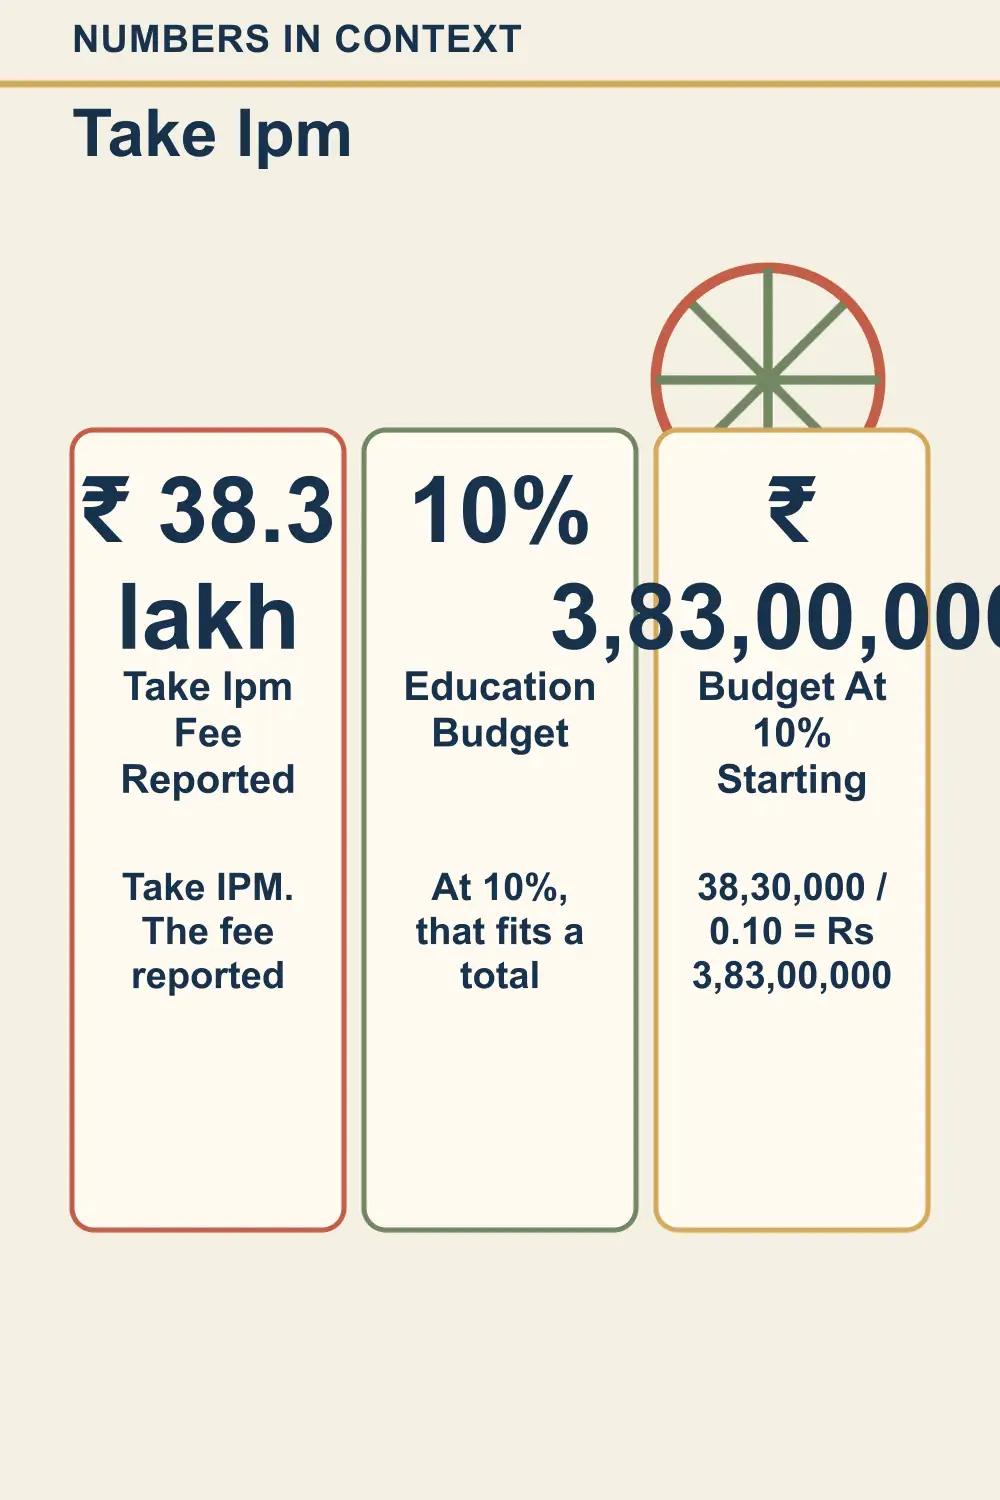 NUMBERS IN CONTEXT
Take Ipm
₹ 38.3
lakh
Take Ipm
Fee
Reported
Take IPM.
The fee
reported
10%
Education
Budget
At 10%,
that fits a
total
₹
3,83,00,000
Budget At
10%
Starting
38,30,000 /
0.10 = Rs
3,83,00,000